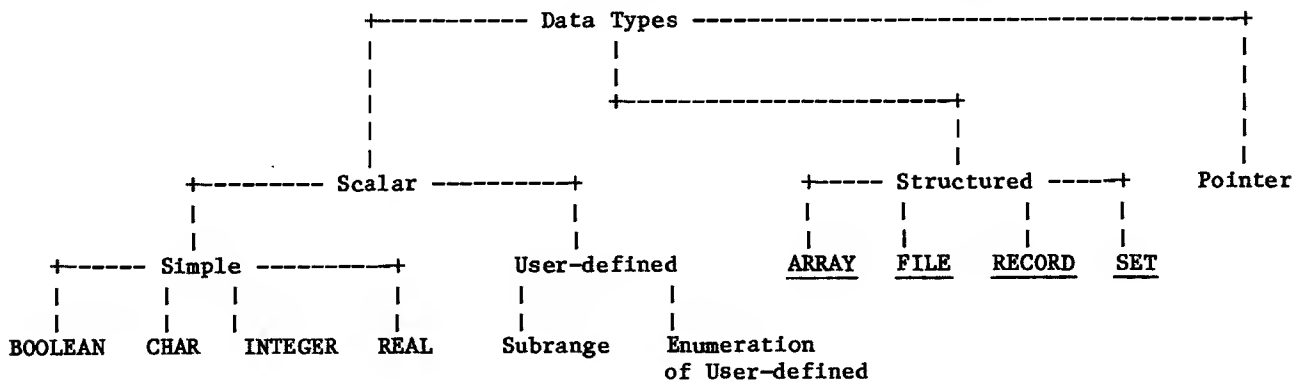 Data Types
Scalar Structured Pointer
Simple User-defined ARRAY FILE RECORD SET
BOOLEAN CHAR INTEGER REAL Subrange Enumeration
of User-defined